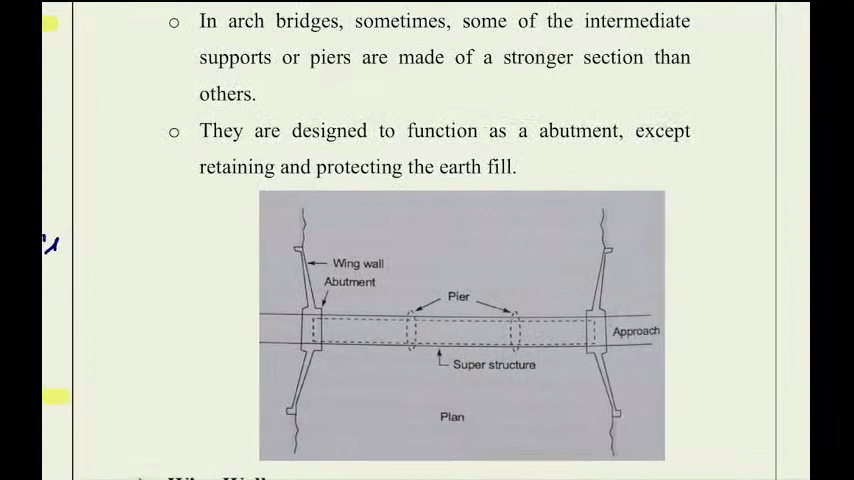 o In arch bridges, sometimes, some of the intermediate
supports or piers are made of a stronger section than
others.
o They are designed to function as a abutment, except
retaining and protecting the earth fill.
Wing wall
Abutment
Pier
Approach
Super structure
Plan